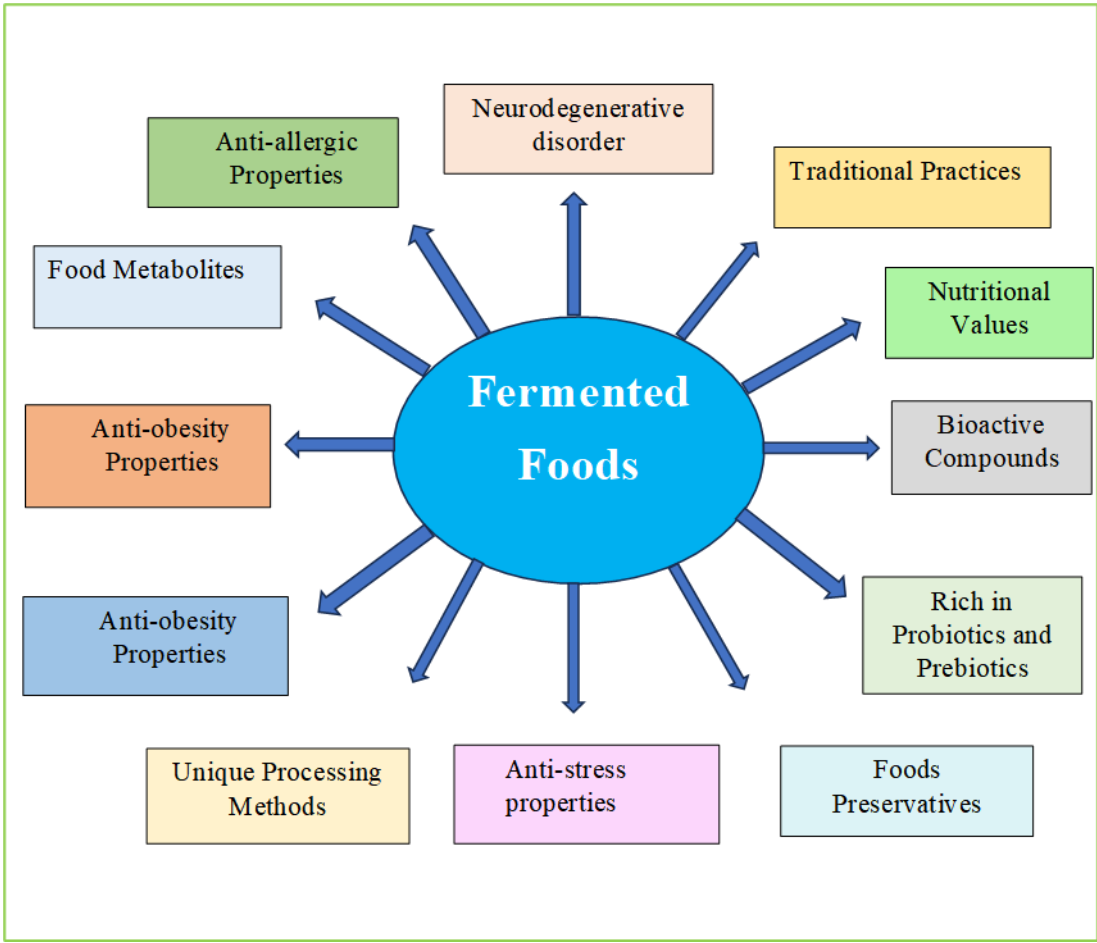 Neurodegenerative
disorder
Anti-allergic
Properties
Traditional Practices
Food Metabolites
Nutritional
Values
Fermented
Foods
Anti-obesity
Properties
Bioactive
Compounds
Anti-obesity
Properties
Rich in
Probiotics and
Prebiotics
Unique Processing
Methods
Anti-stress
properties
Foods
Preservatives